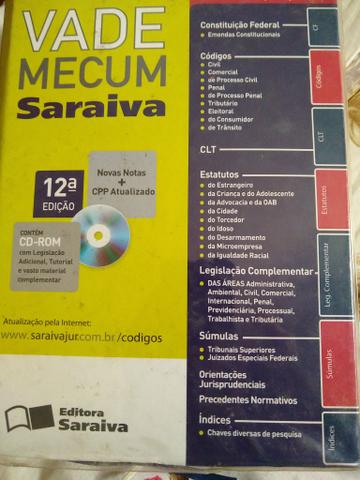 VADE
MECUM
Saraiva
12ª
EDIÇÃO
Novas Notas
+
CPP Atualizado
CONTÉM
CD-ROM
com Legislação
Adicional, Tutorial
e vasto material
complementar
Atualização pela Internet:
www.saraivajur.com.br/codigos
Editora
Saraiva
Constituição Federal
• Emendas Constitucionais
Códigos
• Civil
• Comercial
• de Processo Civil
• Penal
• de Processo Penal
• Tributário
• Eleitoral
• do Consumidor
• de Trânsito
CLT
Estatutos
• do Estrangeiro
• da Criança e do Adolescente
• da Advocacia e da OAB
• da Cidade
• do Torcedor
• do Idoso
• do Desarmamento
• da Microempresa
• da Igualdade Racial
Legislação Complementar
• DAS ÁREAS Administrativa,
Ambiental, Civil, Comercial,
Internacional, Penal,
Previdenciária, Processual,
Trabalhista e Tributária
Súmulas
• Tribunais Superiores
• Juizados Especiais Federais
Orientações
Jurisprudenciais
Precedentes Normativos
Índices
• Chaves diversas de pesquisa
CF
Códigos
CLT
Estatutos
Leg. Complementar
Súmulas
Índices